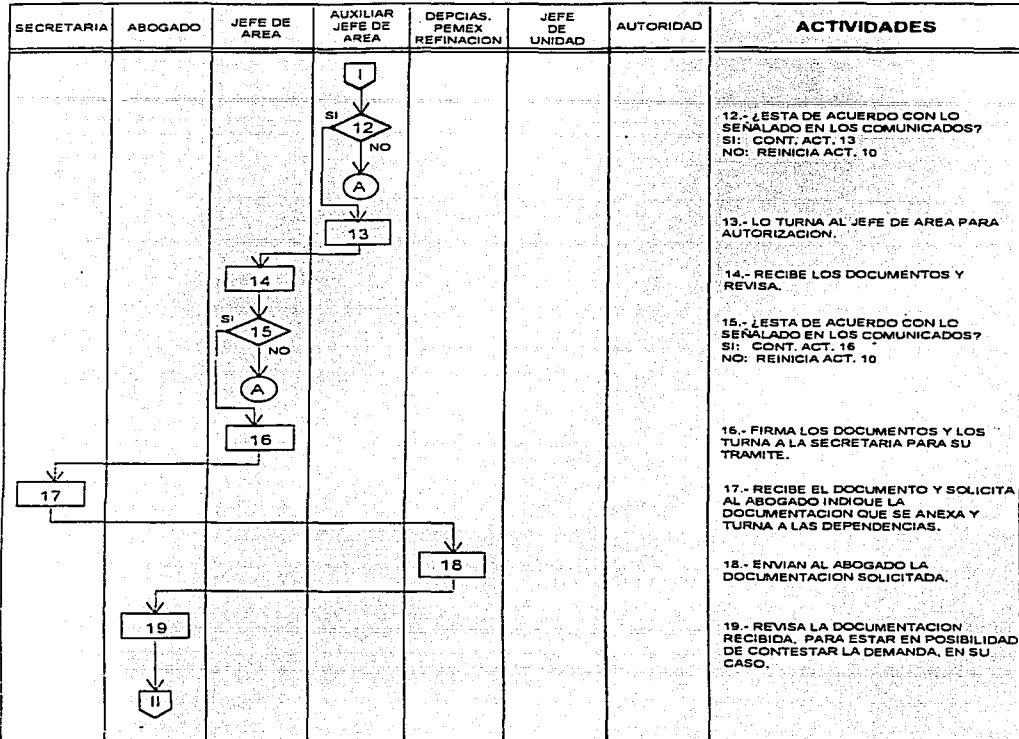 SECRETARIA
ABOGADO
JEFE DE
AREA
AUXILIAR
JEFE DE
AREA
DEPCIAS.
PEMEX
REFINACION
JEFE
DE
UNIDAD
AUTORIDAD
ACTIVIDADES
I
SI
12
NO
A
13
14
SI
15
NO
A
16
17
18
19
II
12.- ¿ESTA DE ACUERDO CON LO
SEÑALADO EN LOS COMUNICADOS?
SI: CONT. ACT. 13
NO: REINICIA ACT. 10
13.- LO TURNA AL JEFE DE AREA PARA
AUTORIZACION.
14.- RECIBE LOS DOCUMENTOS Y
REVISA.
15.- ¿ESTA DE ACUERDO CON LO
SEÑALADO EN LOS COMUNICADOS?
SI: CONT. ACT. 16
NO: REINICIA ACT. 10
16.- FIRMA LOS DOCUMENTOS Y LOS
TURNA A LA SECRETARIA PARA SU
TRAMITE.
17.- RECIBE EL DOCUMENTO Y SOLICITA
AL ABOGADO INDIQUE LA
DOCUMENTACION QUE SE ANEXA Y
TURNA A LAS DEPENDENCIAS.
18.- ENVIAN AL ABOGADO LA
DOCUMENTACION SOLICITADA.
19.- REVISA LA DOCUMENTACION
RECIBIDA, PARA ESTAR EN POSIBILIDAD
DE CONTESTAR LA DEMANDA, EN SU
CASO.